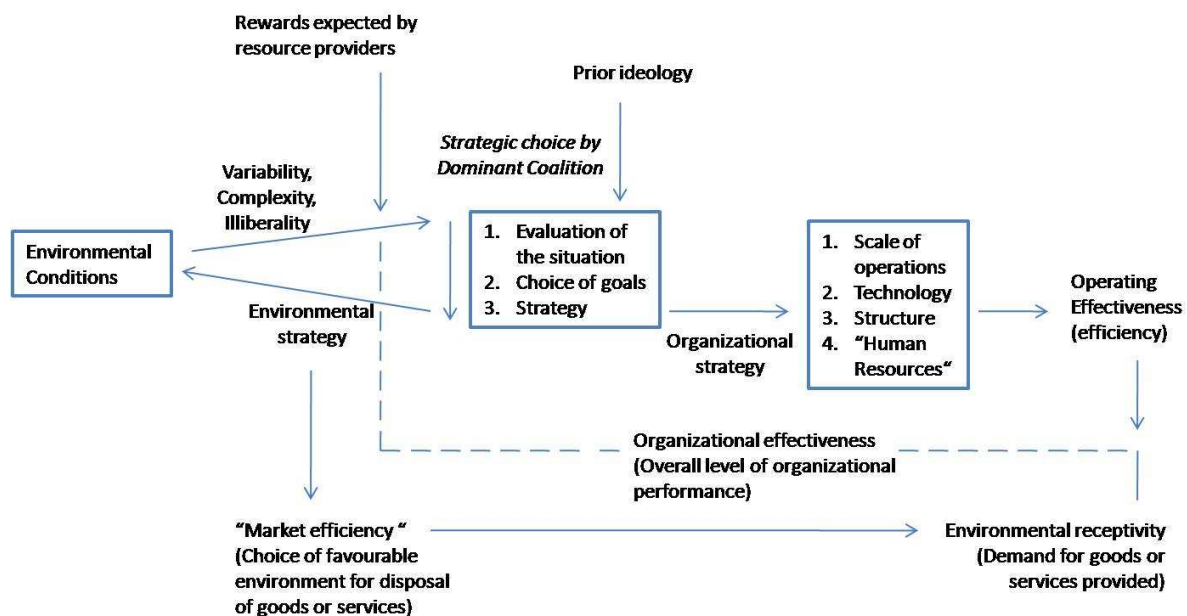 Rewards expected by
resource providers
Prior ideology
Strategic choice by
Dominant Coalition
Variability,
Complexity,
Illiberality
Environmental
Conditions
1. Evaluation of
the situation
2. Choice of goals
3. Strategy
1. Scale of
operations
2. Technology
3. Structure
4. “Human
Resources“
Operating
Effectiveness
(efficiency)
Environmental
strategy
Organizational
strategy
Organizational effectiveness
(Overall level of organizational
performance)
“Market efficiency “
(Choice of favourable
environment for disposal
of goods or services)
Environmental receptivity
(Demand for goods or
services provided)